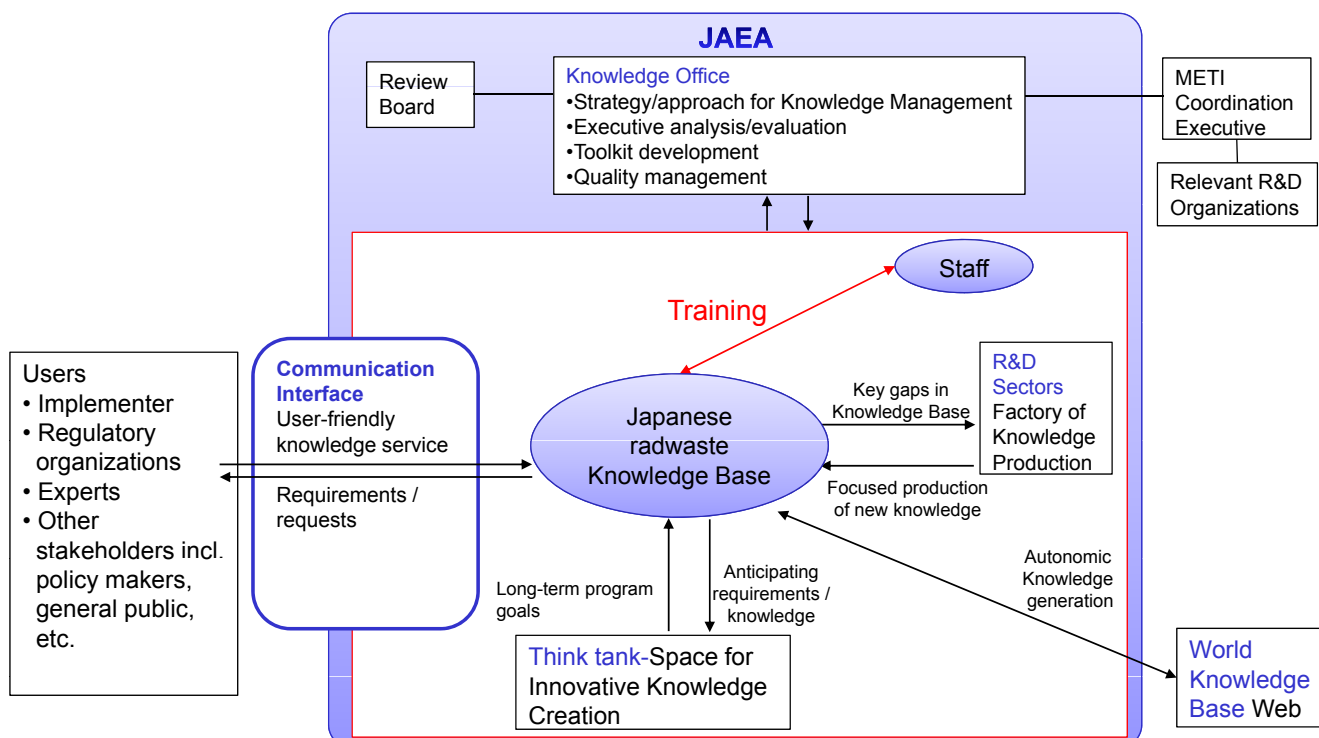 JAEA
Review
Board
Knowledge Office
•Strategy/approach for Knowledge Management
•Executive analysis/evaluation
•Toolkit development
•Quality management
METI
Coordination
Executive
Relevant R&D
Organizations
Staff
Training
Users
• Implementer
• Regulatory
organizations
• Experts
• Other
stakeholders incl.
policy makers,
general public,
etc.
Communication
Interface
User-friendly
knowledge service
Requirements /
requests
Japanese
radwaste
Knowledge Base
Key gaps in
Knowledge Base
Focused production
of new knowledge
R&D
Sectors
Factory of
Knowledge
Production
Long-term program
goals
Anticipating
requirements /
knowledge
Autonomic
Knowledge
generation
Think tank-Space for
Innovative Knowledge
Creation
World
Knowledge
Base Web